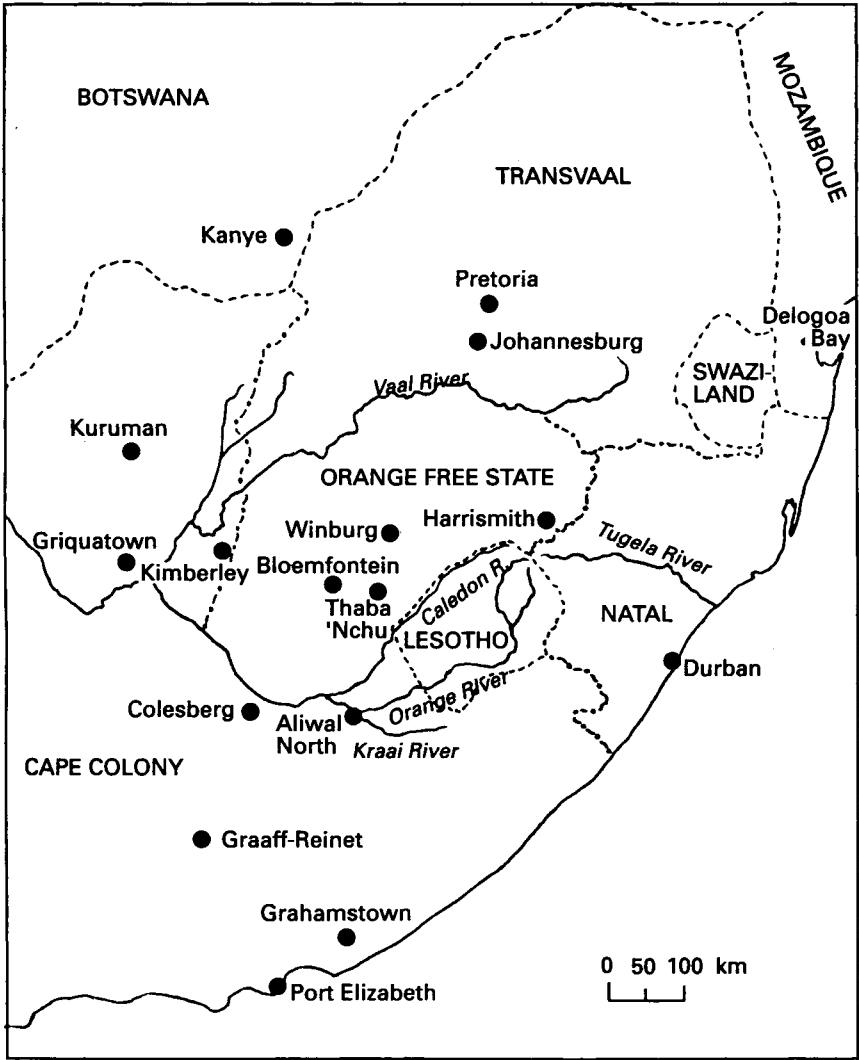 BOTSWANA
MOZAMBIQUE
TRANSVAAL
Kanye
Pretoria
Johannesburg
Delogoa
Bay
SWAZI-
LAND
Vaal River
Kuruman
ORANGE FREE STATE
Winburg
Harrismith
Griquatown
Kimberley
Bloemfontein
Thaba
'Nchu
Caledon R.
Tugela River
LESOTHO
NATAL
Durban
Colesberg
Aliwal
North
Orange River
Kraai River
CAPE COLONY
Graaff-Reinet
Grahamstown
Port Elizabeth
0 50 100 km